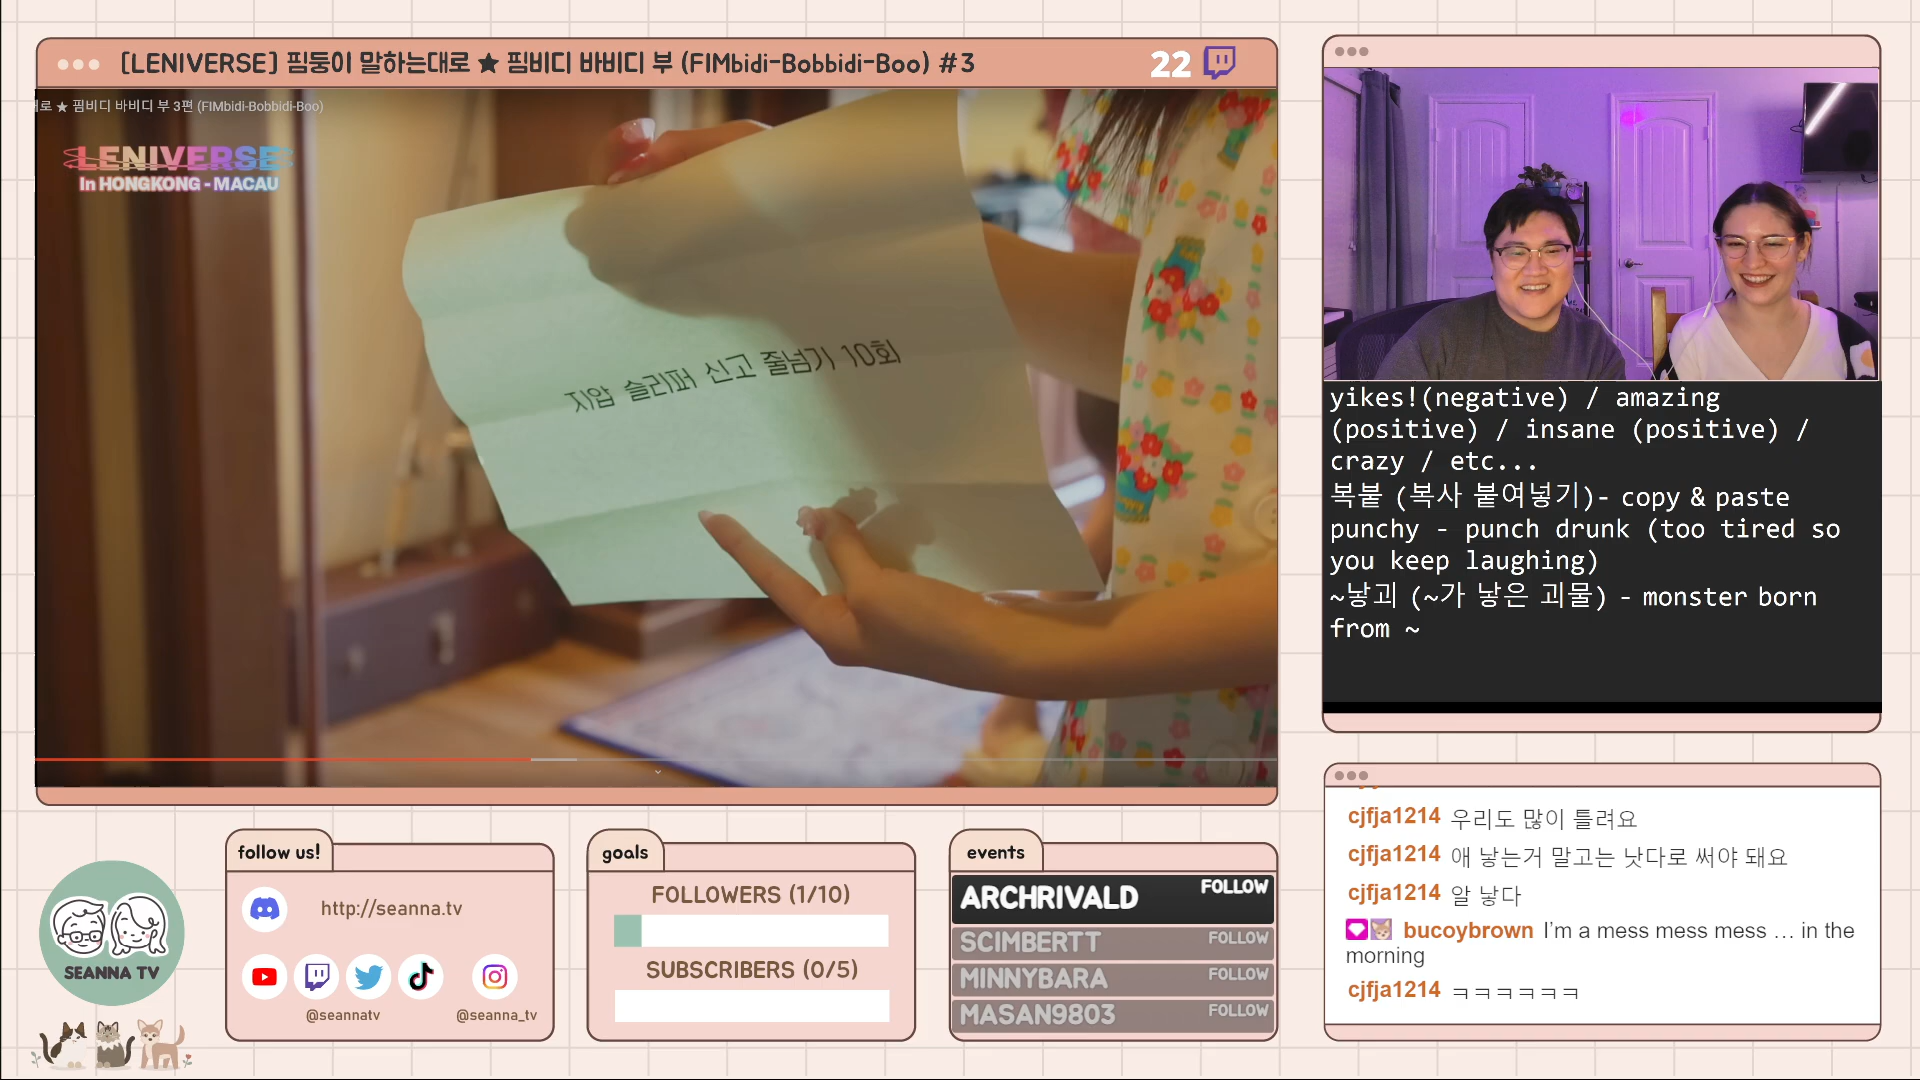 [LENIVERSE] 핌둥이 말하는대로 ★ 핌비디 바비디 부 (FIMbidi-Bobbidi-Boo) #3
22
로 ★ 핌비디 바비디 부 3편 (FIMbidi-Bobbidi-Boo)
LENIVERSE
In HONGKONG - MACAU
지압 슬리퍼 신고 줄넘기 10회
yikes!(negative) / amazing
(positive) / insane (positive) /
crazy / etc...
복붙 (복사 붙여넣기)- copy & paste
punchy - punch drunk (too tired so
you keep laughing)
~낳괴 (~가 낳은 괴물) - monster born
from ~
cjfja1214 우리도 많이 틀려요
cjfja1214 애 낳는거 말고는 낫다로 써야 돼요
cjfja1214 알 낳다
bucoybrown I'm a mess mess mess … in the
morning
cjfja1214 ㅋㅋㅋㅋㅋㅋ
SEANNA TV
follow us!
http://seanna.tv
@seannatv
@seanna_tv
goals
FOLLOWERS (1/10)
SUBSCRIBERS (0/5)
events
ARCHRIVALD FOLLOW
SCIMBERTT FOLLOW
MINNYBARA FOLLOW
MASAN9803 FOLLOW